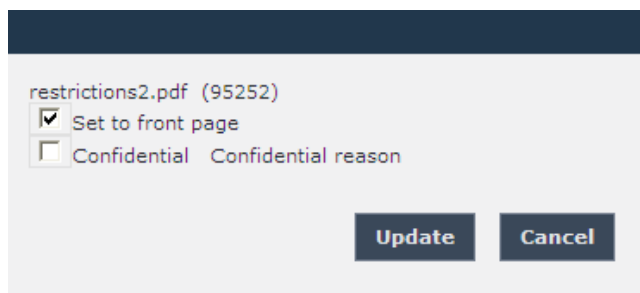 restrictions2.pdf (95252)
Set to front page
Confidential Confidential reason
Update Cancel